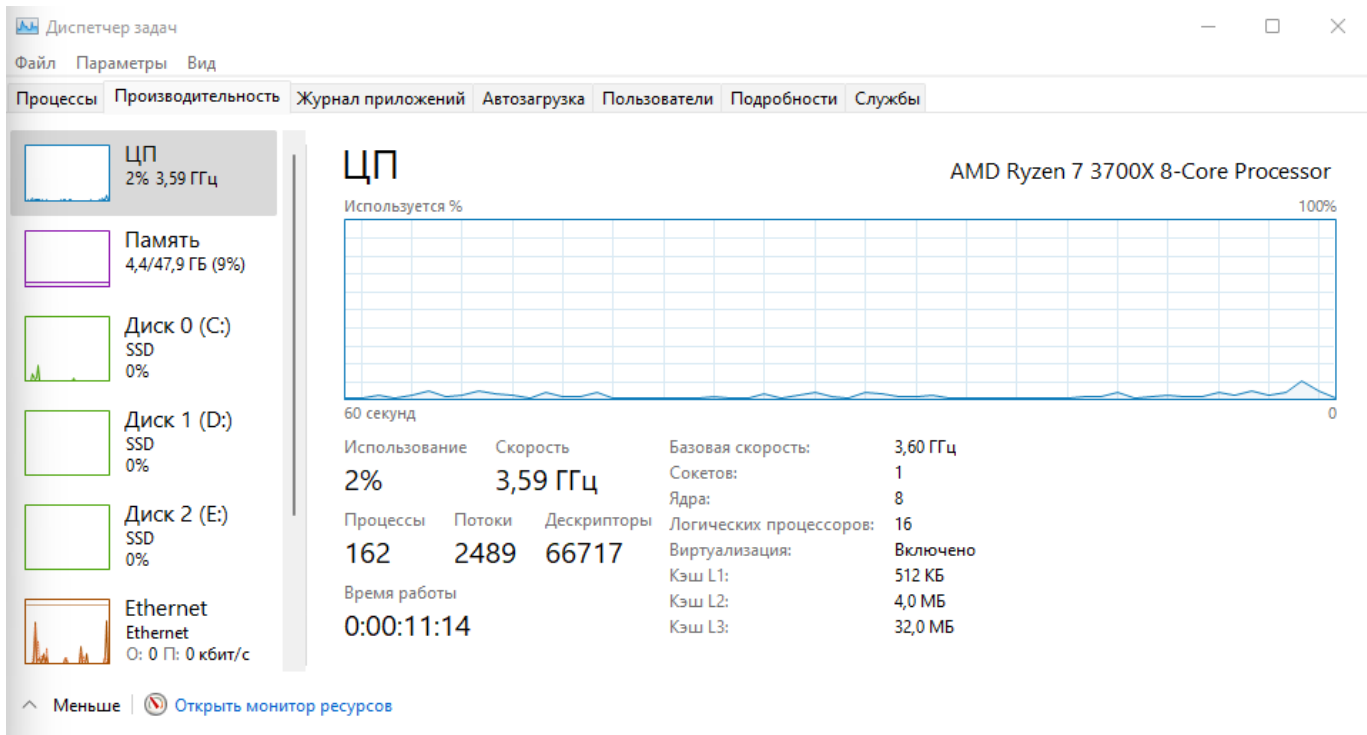 Диспетчер задач
Файл Параметры Вид
Процессы Производительность Журнал приложений Автозагрузка Пользователи Подробности Службы
ЦП
2% 3,59 ГГц
Память
4,4/47,9 ГБ (9%)
Диск 0 (C:)
SSD
0%
Диск 1 (D:)
SSD
0%
Диск 2 (E:)
SSD
0%
Ethernet
Ethernet
О: 0 П: 0 кбит/с
ЦП
AMD Ryzen 7 3700X 8-Core Processor
Используется % 100%
60 секунд 0
Использование Скорость
2% 3,59 ГГц
Процессы Потоки Дескрипторы
162 2489 66717
Время работы
0:00:11:14
Базовая скорость: 3,60 ГГц
Сокетов: 1
Ядра: 8
Логических процессоров: 16
Виртуализация: Включено
Кэш L1: 512 КБ
Кэш L2: 4,0 МБ
Кэш L3: 32,0 МБ
Меньше Открыть монитор ресурсов